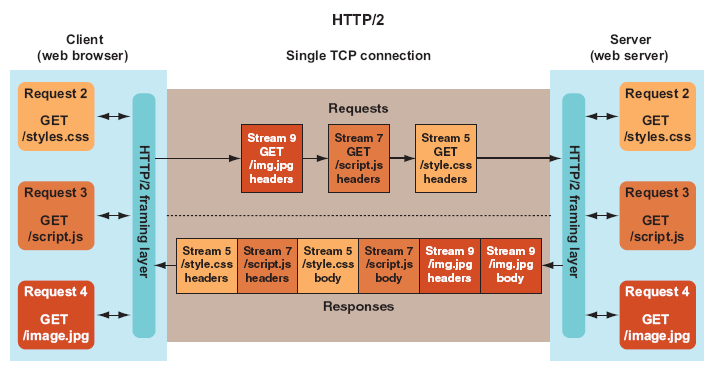 HTTP/2
Client
(web browser)
Single TCP connection
Server
(web server)
Request 2
GET
/styles.css
Request 3
GET
/script.js
Request 4
GET
/image.jpg
HTTP/2 framing layer
Requests
Stream 9
GET
/img.jpg
headers
Stream 7
GET
/script.js
headers
Stream 5
GET
/style.css
headers
Stream 5
/style.css
headers
Stream 7
/script.js
headers
Stream 5
/style.css
body
Stream 7
/script.js
body
Stream 9
/img.jpg
headers
Stream 9
/img.jpg
body
Responses
HTTP/2 framing layer
Request 2
GET
/styles.css
Request 3
GET
/script.js
Request 4
GET
/image.jpg